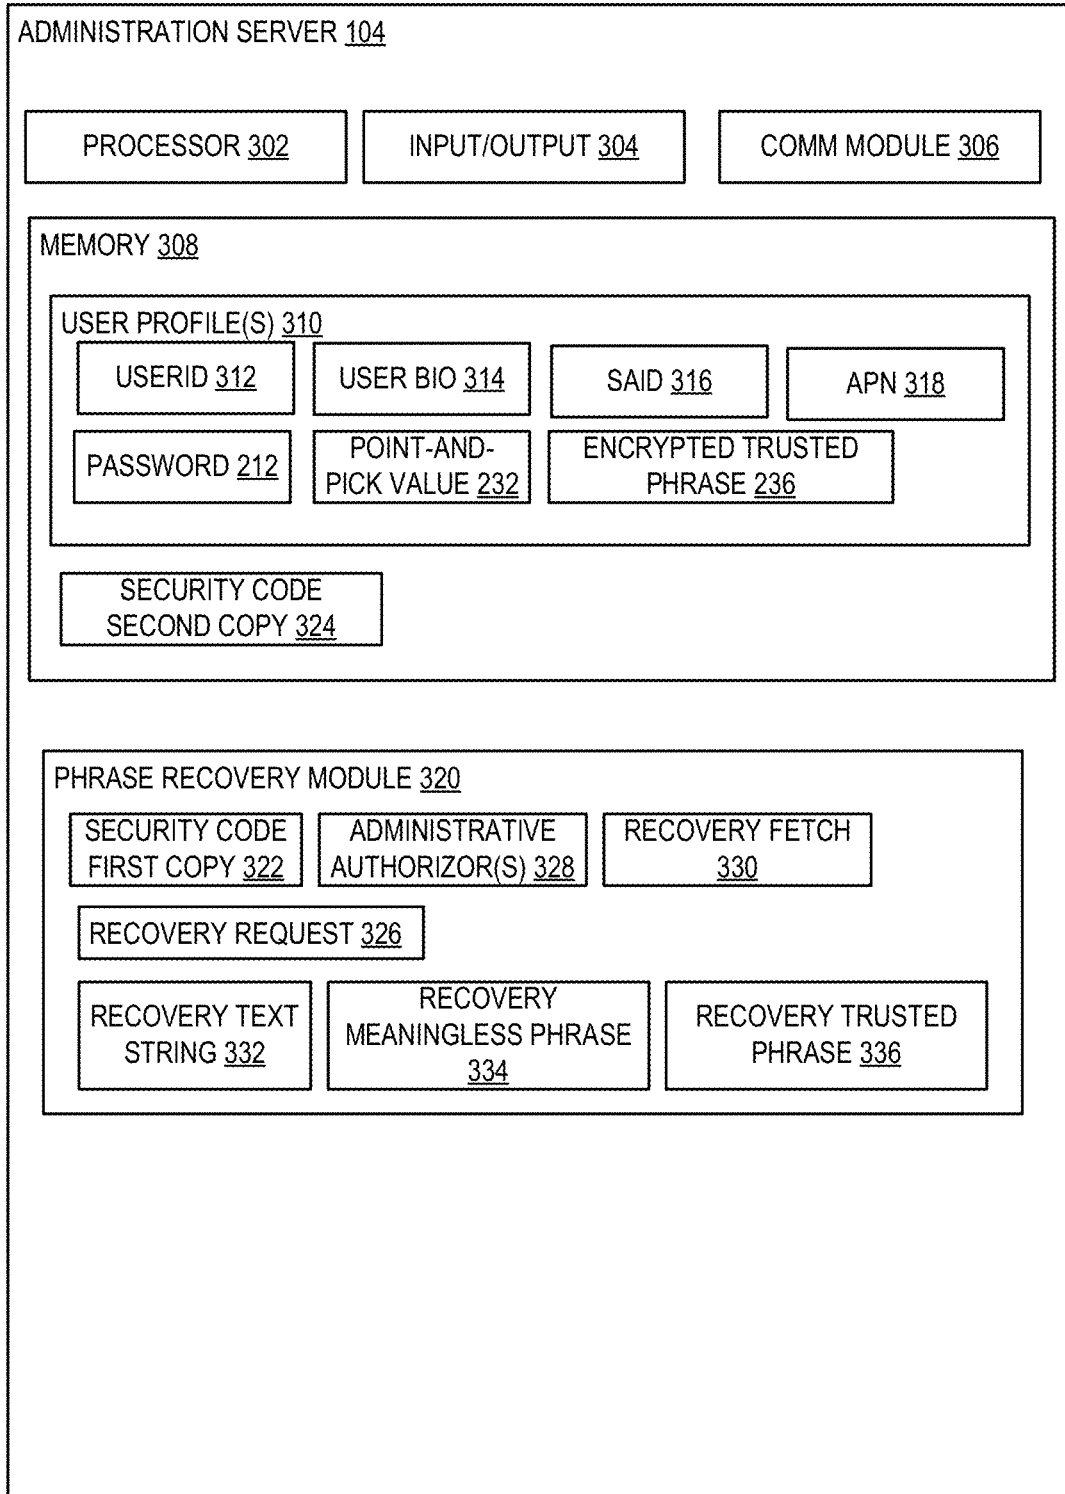 ADMINISTRATION SERVER 104
PROCESSOR 302
INPUT/OUTPUT 304
COMM MODULE 306
MEMORY 308
USER PROFILE(S) 310
USERID 312
USER BIO 314
SAID 316
APN 318
PASSWORD 212
POINT-AND-
PICK VALUE 232
ENCRYPTED TRUSTED
PHRASE 236
SECURITY CODE
SECOND COPY 324
PHRASE RECOVERY MODULE 320
SECURITY CODE
FIRST COPY 322
ADMINISTRATIVE
AUTHORIZOR(S) 328
RECOVERY FETCH
330
RECOVERY REQUEST 326
RECOVERY TEXT
STRING 332
RECOVERY
MEANINGLESS PHRASE
334
RECOVERY TRUSTED
PHRASE 336